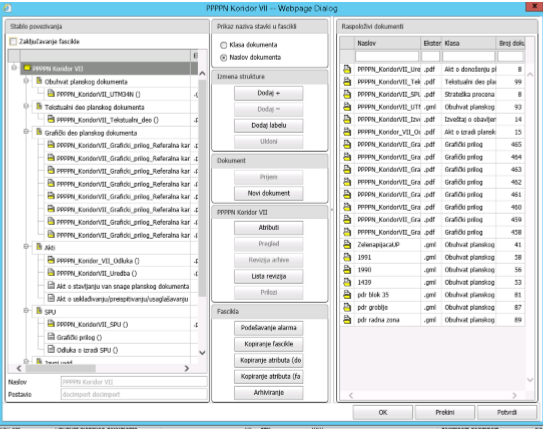 PPPPN Koridor VII -- Webpage Dialog
Stablo povezivanja
Zaključavanje fascikle
PPPPN Koridor VII
Obuhvat planskog dokumenta
PPPPN_KoridorVII_UTM34N ()
Tekstualni deo planskog dokumenta
PPPPN_KoridorVII_Tekstualni_deo ()
Grafički deo planskog dokumenta
PPPPN_KoridorVII_Graficki_prilog_Referalna kar
PPPPN_KoridorVII_Graficki_prilog_Referalna kar
PPPPN_KoridorVII_Graficki_prilog_Referalna kar
PPPPN_KoridorVII_Graficki_prilog_Referalna kar
PPPPN_KoridorVII_Graficki_prilog_Referalna kar
PPPPN_KoridorVII_Graficki_prilog_Referalna kar
PPPPN_KoridorVII_Graficki_prilog_Referalna kar
PPPPN_KoridorVII_Graficki_prilog_Referalna kar
Akti
PPPPN_Koridor_VII_Odluka ()
PPPPN_KoridorVII_Uredba ()
Akt o stavljanju van snage planskog dokumenta
Akt o usklađivanju/preispitivanju/usaglašavanju
SPU
PPPPN_KoridorVII_SPU ()
Grafički prilog ()
Odluka o izradi SPU ()
Javni uvid
Naslov PPPPN Koridor VII
Postavio docimport docimport
Prikaz naziva stavki u fascikli
Klasa dokumenta
Naslov dokumenta
Izmena strukture
Dodaj +
Dodaj =
Dodaj labelu
Ukloni
Dokument
Prijem
Novi dokument
PPPPN Koridor VII
Atributi
Pregled
Revizija arhive
Lista revizija
Prilozi
Fascikla
Podešavanje alarma
Kopiranje fascikle
Kopiranje atributa (do
Kopiranje atributa (fa
Arhiviranje
Raspoloživi dokumenti
Naslov Ekster Klasa Broj doku
PPPPN_KoridorVII_Ure .pdf Akt o donošenju pl 8
PPPPN_KoridorVII_Tek .pdf Tekstualni deo plar 99
PPPPN_KoridorVII_SPU .pdf Strateška procena 8
PPPPN_KoridorVII_UTM .gml Obuhvat planskog 93
PPPPN_KoridorVII_Izve .pdf Izveštaj o obavljen 14
PPPPN_Koridor_VII_Oc .pdf Akt o izradi plansk 15
PPPPN_KoridorVII_Gra .pdf Grafički prilog 465
PPPPN_KoridorVII_Gra .pdf Grafički prilog 464
PPPPN_KoridorVII_Gra .pdf Grafički prilog 463
PPPPN_KoridorVII_Gra .pdf Grafički prilog 462
PPPPN_KoridorVII_Gra .pdf Grafički prilog 461
PPPPN_KoridorVII_Gra .pdf Grafički prilog 460
PPPPN_KoridorVII_Gra .pdf Grafički prilog 459
PPPPN_KoridorVII_Gra .pdf Grafički prilog 458
ZelenapijacaUP .gml Obuhvat planskog 41
1991 .gml Obuhvat planskog 58
1990 .gml Obuhvat planskog 56
1439 .gml Obuhvat planskog 53
pdr blok 35 .gml Obuhvat planskog 81
pdr groblje .gml Obuhvat planskog 87
pdr radna zona .gml Obuhvat planskog 89
OK Prekini Potvrdi